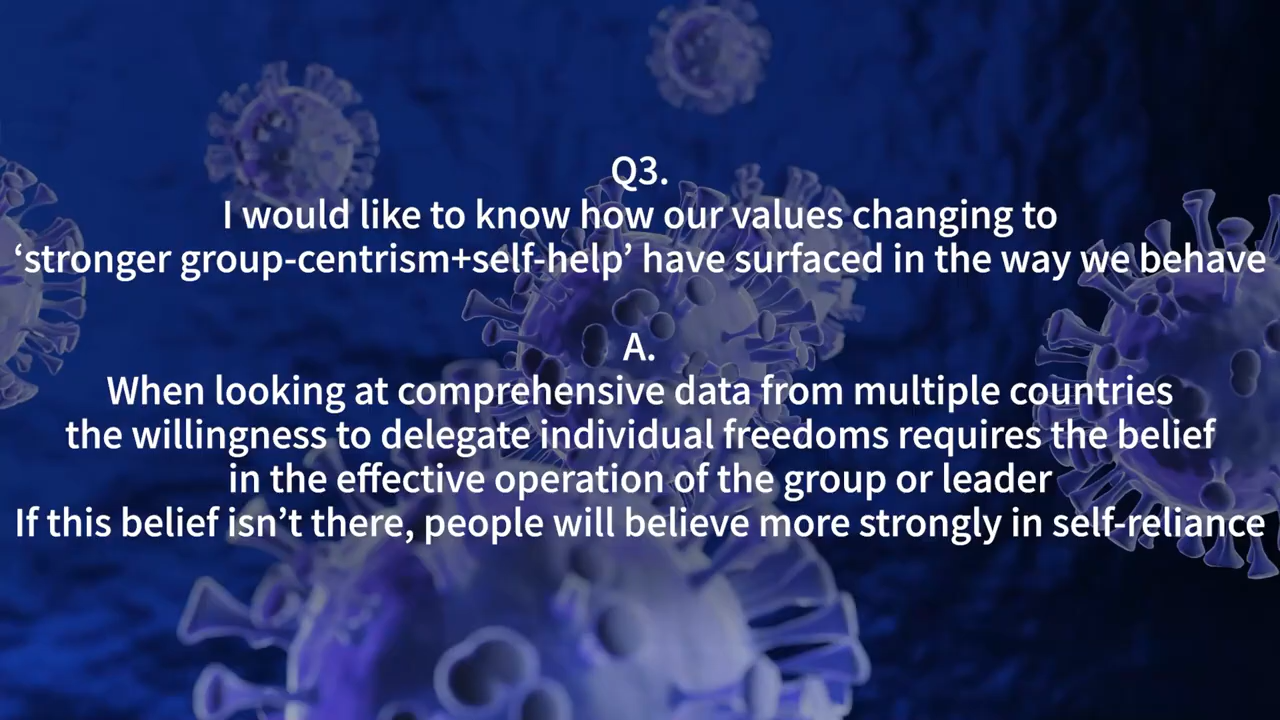 Q3.
I would like to know how our values changing to
‘stronger group-centrism+self-help’ have surfaced in the way we behave
A.
When looking at comprehensive data from multiple countries
the willingness to delegate individual freedoms requires the belief
in the effective operation of the group or leader
If this belief isn’t there, people will believe more strongly in self-reliance